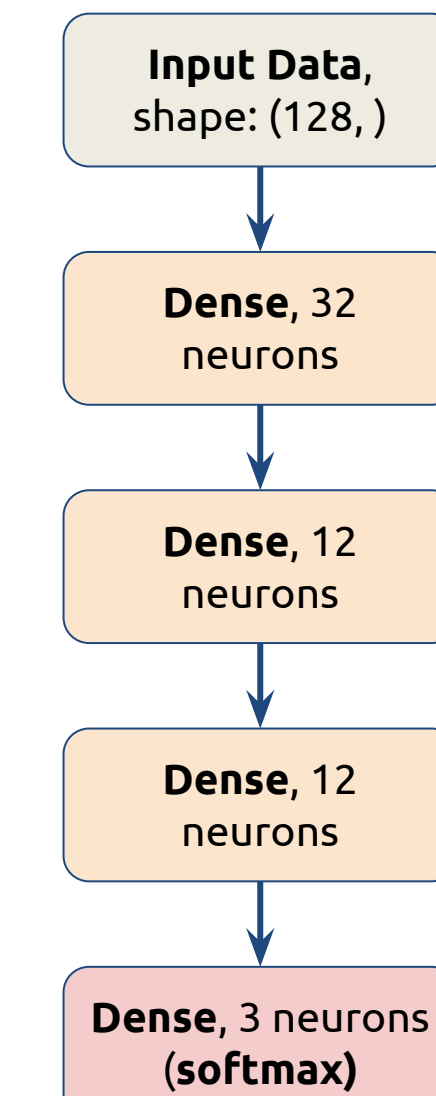 Input Data,
shape: (128, )
Dense, 32
neurons
Dense, 12
neurons
Dense, 12
neurons
Dense, 3 neurons
(softmax)